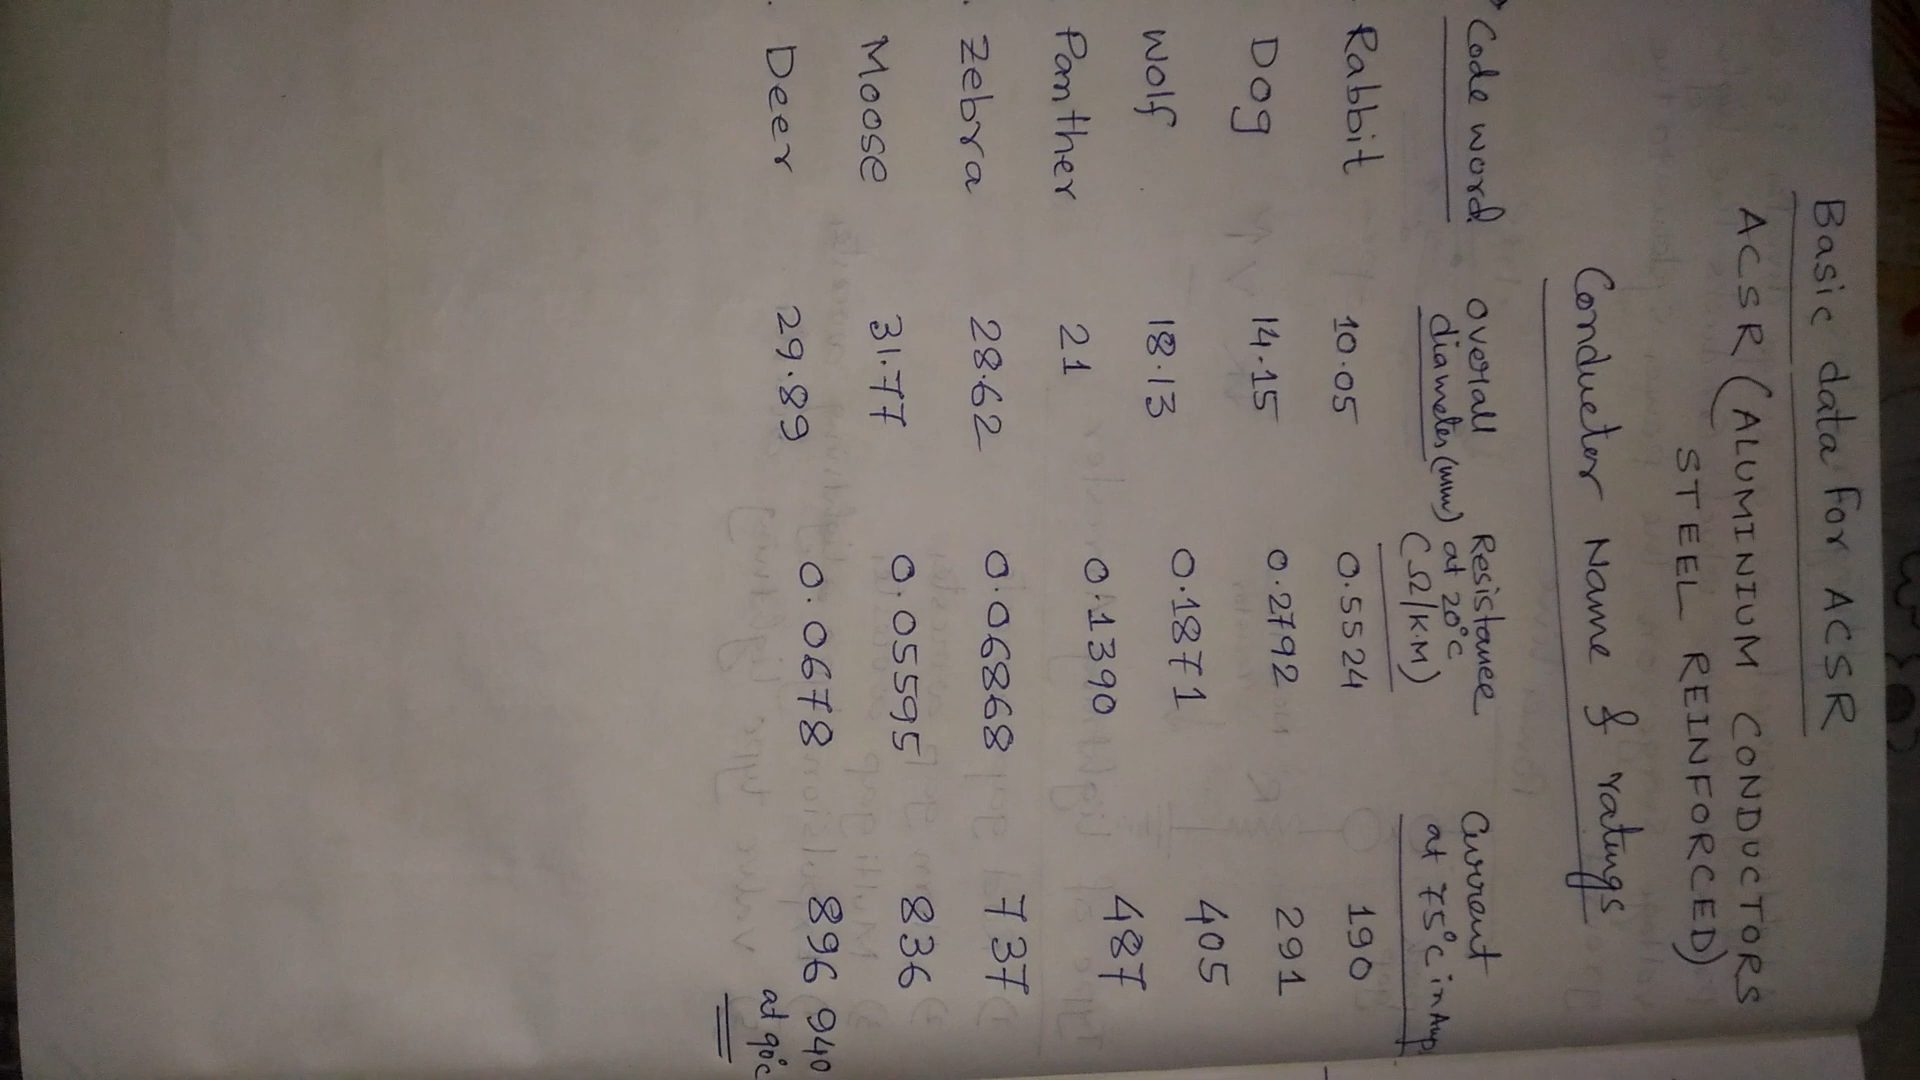 Basic data for ACSR
ACSR (ALUMINIUM CONDUCTORS
STEEL REINFORCED)
Conductor Name & ratings
Code word overall diameter (mm) Resistance at 20°C (Ω/K.M) Current at 75°C in Amp.
Rabbit 10.05 0.5524 190
Dog 14.15 0.2792 291
Wolf 18.13 0.1871 405
Panther 21 0.1390 487
Zebra 28.62 0.06868 737
Moose 31.77 0.05595 836
Deer 29.89 0.0678 896 940
at 90°C